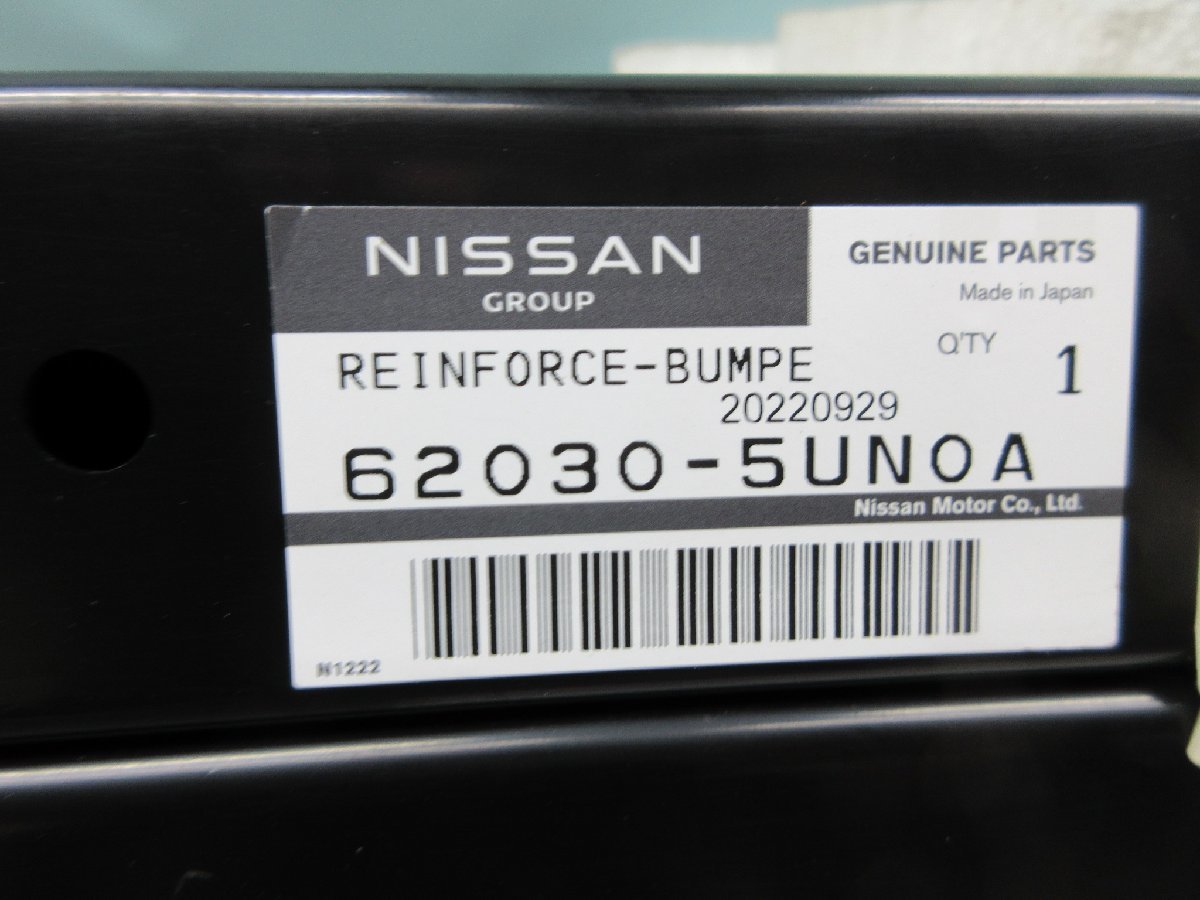 NISSAN
GROUP
GENUINE PARTS
Made in Japan
REINFORCE-BUMPE
Q'TY 1
20220929
62030-5UN0A
Nissan Motor Co., Ltd.
N1222